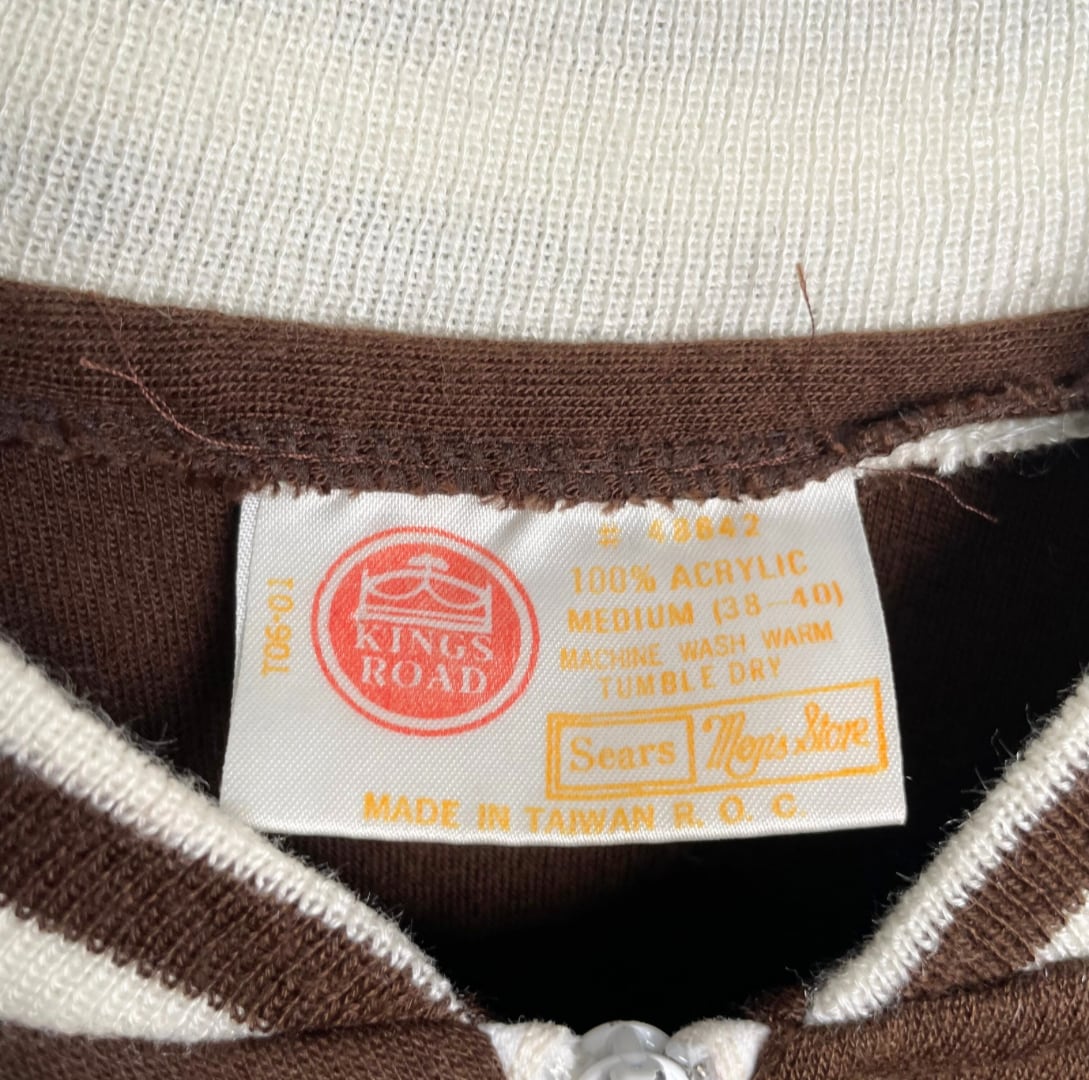 T06-01
KINGS
ROAD
# 43642
100% ACRYLIC
MEDIUM (38-40)
MACHINE WASH WARM
TUMBLE DRY
Sears Men's Store
MADE IN TAIWAN R. O. C.